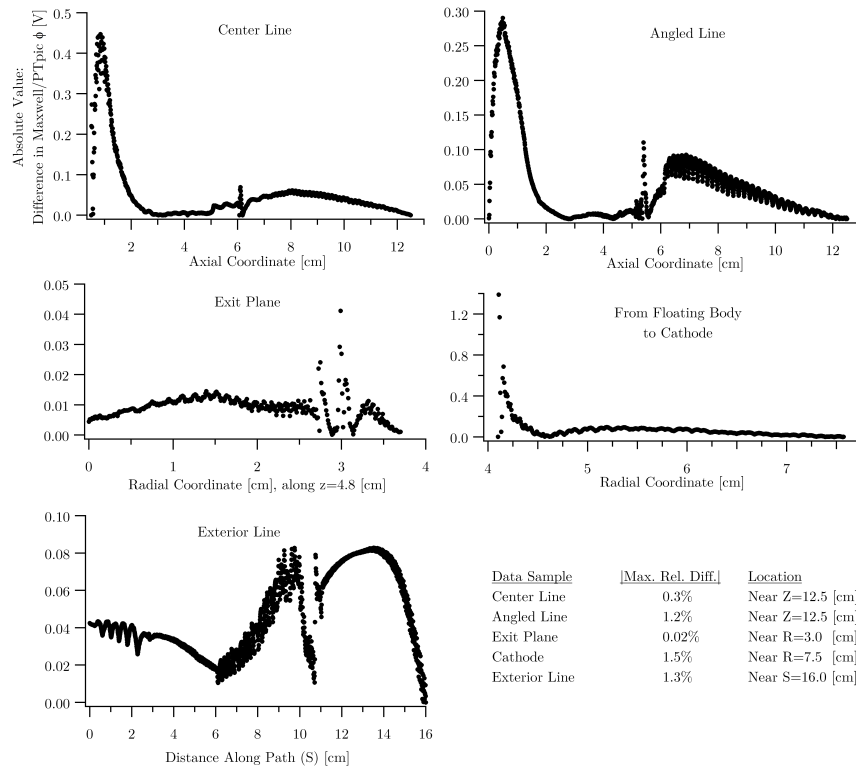 Absolute Value:
Difference in Maxwell/PTpic ϕ [V]
Center Line
0.5
0.4
0.3
0.2
0.1
0.0
2 4 6 8 10 12
Axial Coordinate [cm]
Angled Line
0.30
0.25
0.20
0.15
0.10
0.05
0.00
0 2 4 6 8 10 12
Axial Coordinate [cm]
Exit Plane
0.05
0.04
0.03
0.02
0.01
0.00
0 1 2 3 4
Radial Coordinate [cm], along z=4.8 [cm]
From Floating Body
to Cathode
1.2
0.8
0.4
0.0
4 5 6 7
Radial Coordinate [cm]
Exterior Line
0.10
0.08
0.06
0.04
0.02
0.00
0 2 4 6 8 10 12 14 16
Distance Along Path (S) [cm]
Data Sample |Max. Rel. Diff.| Location
Center Line 0.3% Near Z=12.5 [cm]
Angled Line 1.2% Near Z=12.5 [cm]
Exit Plane 0.02% Near R=3.0 [cm]
Cathode 1.5% Near R=7.5 [cm]
Exterior Line 1.3% Near S=16.0 [cm]